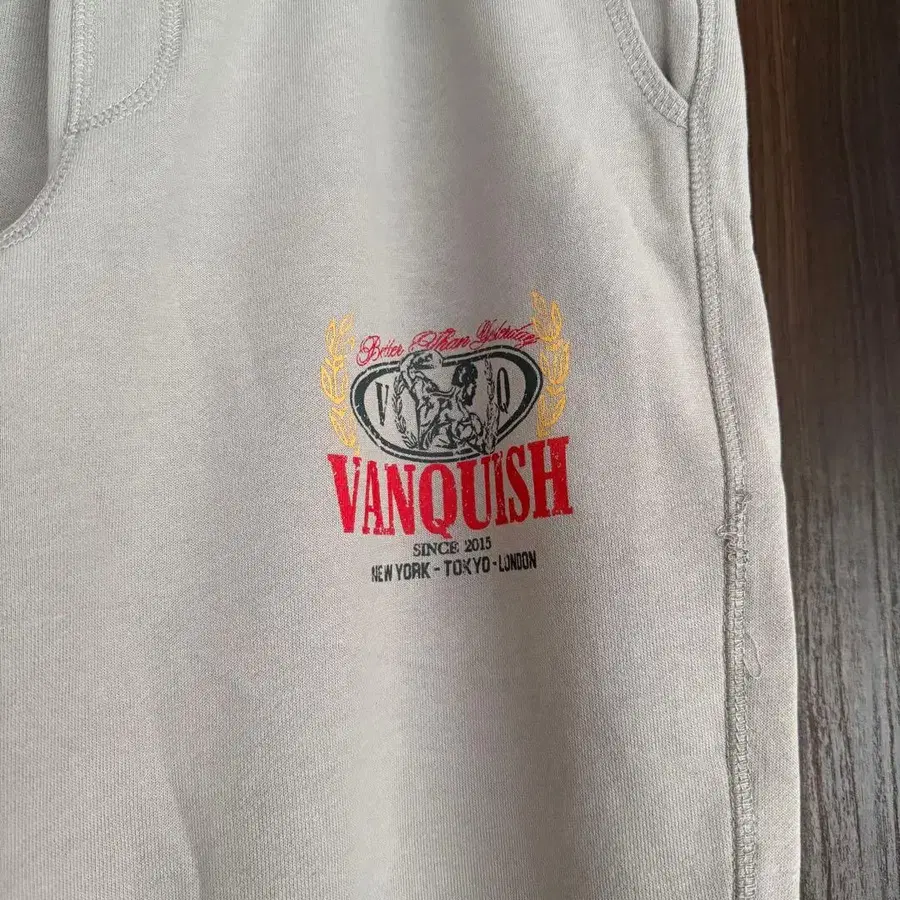 Better Than Yesterday
V Q
VANQUISH
SINCE 2015
NEW YORK - TOKYO - LONDON